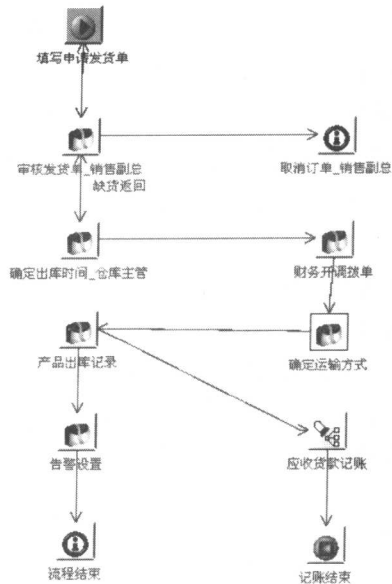 填写申请发货单
审核发货单_销售副总
取消订单_销售副总
缺货返回
确定出库时间_仓库主管
财务开调拨单
产品出库记录
确定运输方式
告警设置
应收货款记账
流程结束
记账结束